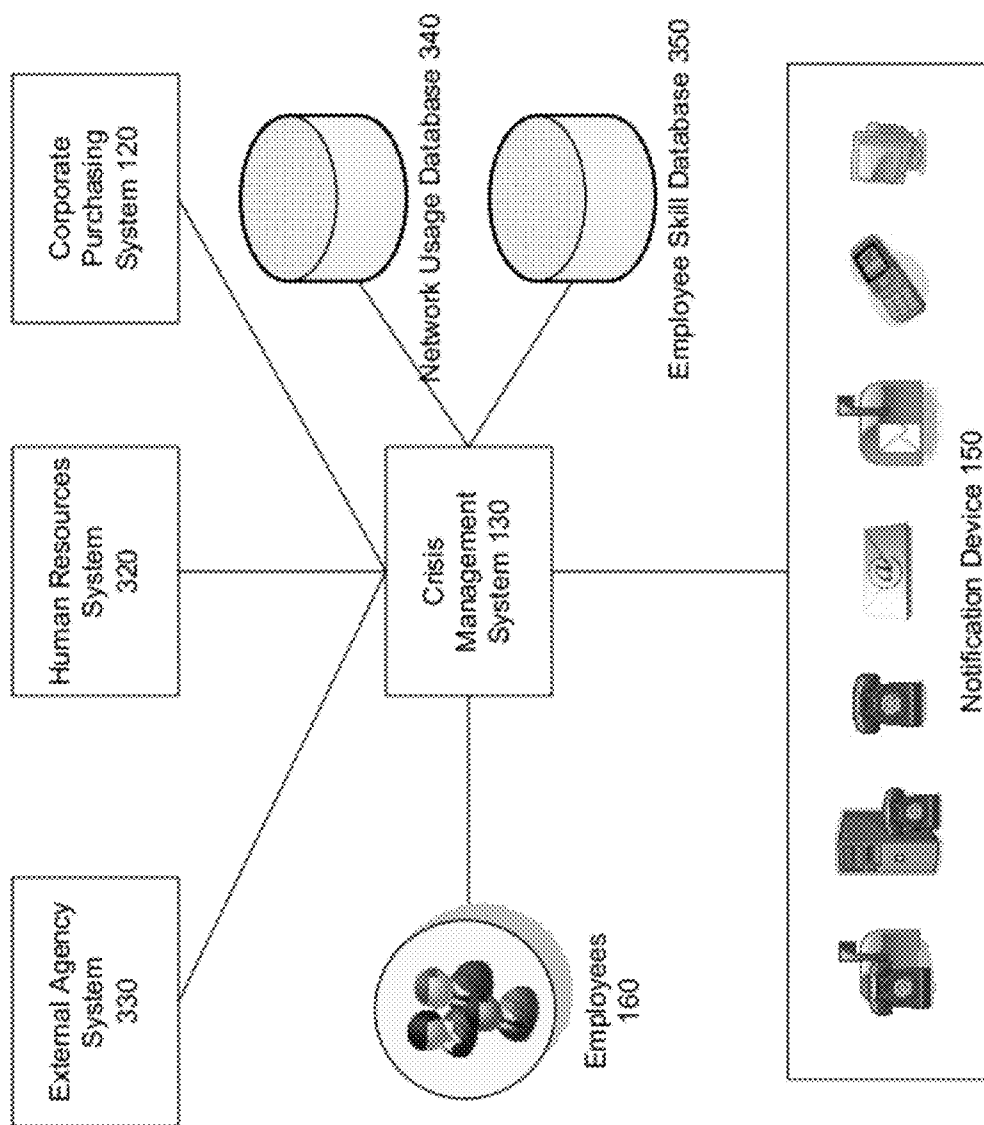 External Agency
System
330
Human Resources
System
320
Corporate
Purchasing
System 120
Crisis
Management
System 130
Network Usage Database 340
Employee Skill Database 350
Employees
160
@
Notification Device 150